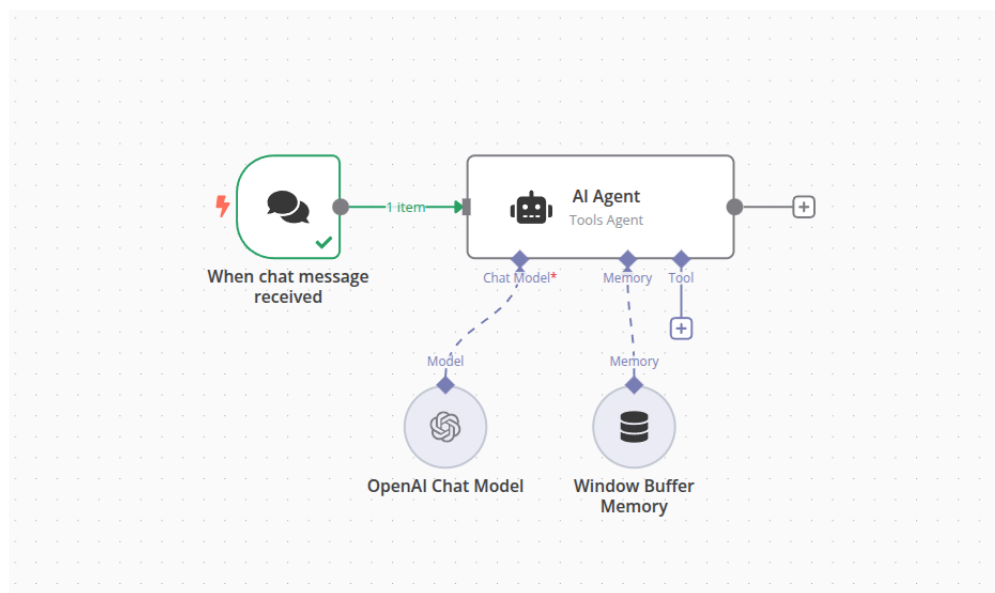 1 item
AI Agent
Tools Agent
When chat message
received
Chat Model*
Memory
Tool
Model
Memory
OpenAI Chat Model
Window Buffer
Memory